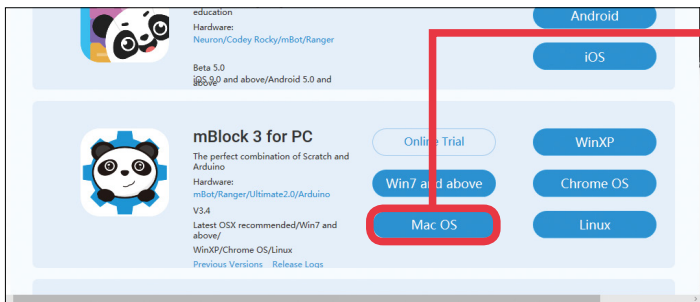 education
Hardware:
Neuron/Codey Rocky/mBot/Ranger
Beta 5.0
iOS 9.0 and above/Android 5.0 and
above
Android
iOS
mBlock 3 for PC
The perfect combination of Scratch and
Arduino
Hardware:
mBot/Ranger/Ultimate2.0/Arduino
V3.4
Latest OSX recommended/Win7 and
above/
WinXP/Chrome OS/Linux
Previous Versions Release Logs
Online Trial
WinXP
Win7 and above
Chrome OS
Mac OS
Linux